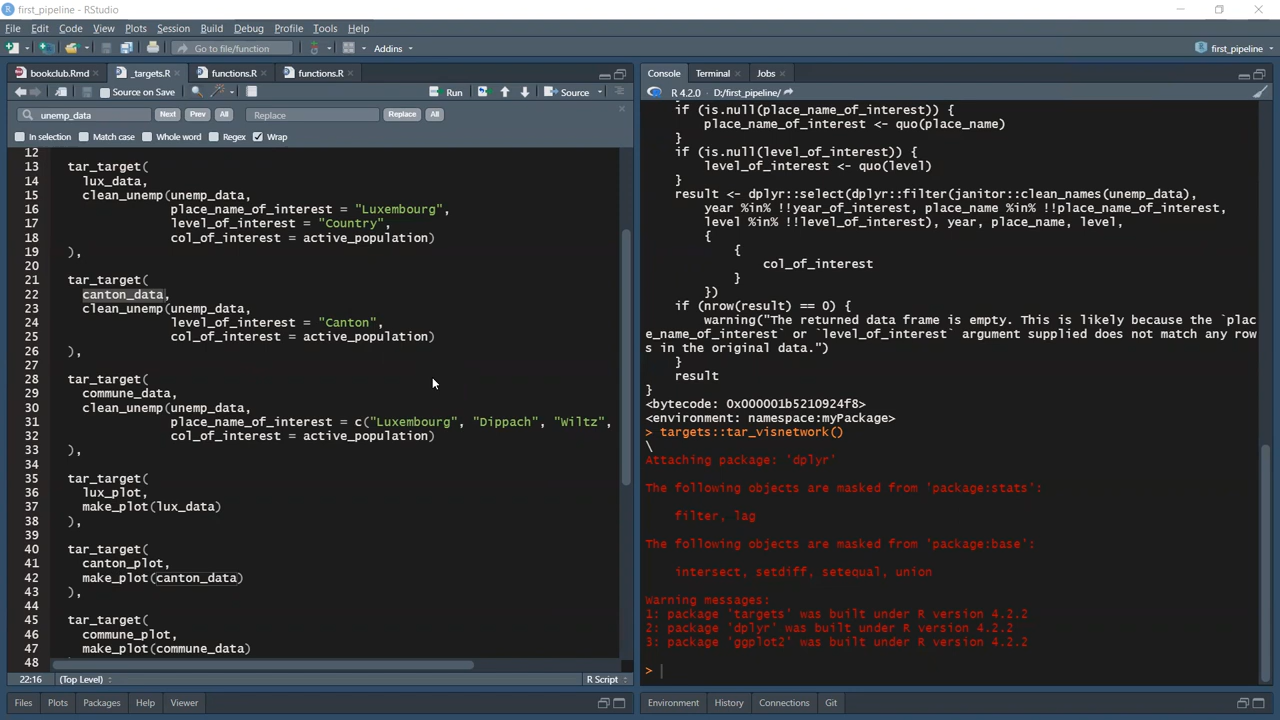 first_pipeline - RStudio
File Edit Code View Plots Session Build Debug Profile Tools Help
Go to file/function Addins first_pipeline
bookclub.Rmd _targets.R functions.R functions.R
Source on Save Run Source
unemp_data Next Prev All Replace Replace All
In selection Match case Whole word Regex Wrap
12
13 tar_target(
14 lux_data,
15 clean_unemp(unemp_data,
16 place_name_of_interest = "Luxembourg",
17 level_of_interest = "Country",
18 col_of_interest = active_population)
19 ),
20
21 tar_target(
22 canton_data,
23 clean_unemp(unemp_data,
24 level_of_interest = "Canton",
25 col_of_interest = active_population)
26 ),
27
28 tar_target(
29 commune_data,
30 clean_unemp(unemp_data,
31 place_name_of_interest = c("Luxembourg", "Dippach", "Wiltz",
32 col_of_interest = active_population)
33 ),
34
35 tar_target(
36 lux_plot,
37 make_plot(lux_data)
38 ),
39
40 tar_target(
41 canton_plot,
42 make_plot(canton_data)
43 ),
44
45 tar_target(
46 commune_plot,
47 make_plot(commune_data)
48
22:16 (Top Level) R Script
Files Plots Packages Help Viewer
Console Terminal Jobs
R 4.2.0 · D:/first_pipeline/
if (is.null(place_name_of_interest)) {
place_name_of_interest <- quo(place_name)
}
if (is.null(level_of_interest)) {
level_of_interest <- quo(level)
}
result <- dplyr::select(dplyr::filter(janitor::clean_names(unemp_data),
year %in% !!year_of_interest, place_name %in% !!place_name_of_interest,
level %in% !!level_of_interest), year, place_name, level,
{
{
col_of_interest
}
})
if (nrow(result) == 0) {
warning("The returned data frame is empty. This is likely because the `plac
e_name_of_interest` or `level_of_interest` argument supplied does not match any row
s in the original data.")
}
result
}
<bytecode: 0x000001b5210924f8>
<environment: namespace:myPackage>
> targets::tar_visnetwork()
\
Attaching package: 'dplyr'
The following objects are masked from 'package:stats':
filter, lag
The following objects are masked from 'package:base':
intersect, setdiff, setequal, union
Warning messages:
1: package 'targets' was built under R version 4.2.2
2: package 'dplyr' was built under R version 4.2.2
3: package 'ggplot2' was built under R version 4.2.2
>
Environment History Connections Git